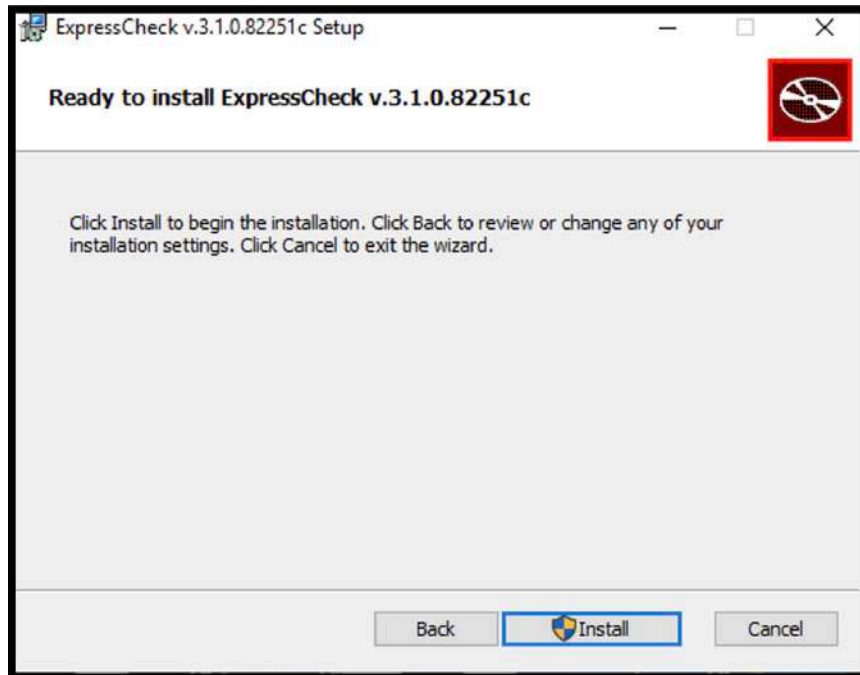 ExpressCheck v.3.1.0.82251c Setup
Ready to install ExpressCheck v.3.1.0.82251c
Click Install to begin the installation. Click Back to review or change any of your
installation settings. Click Cancel to exit the wizard.
Back
Install
Cancel